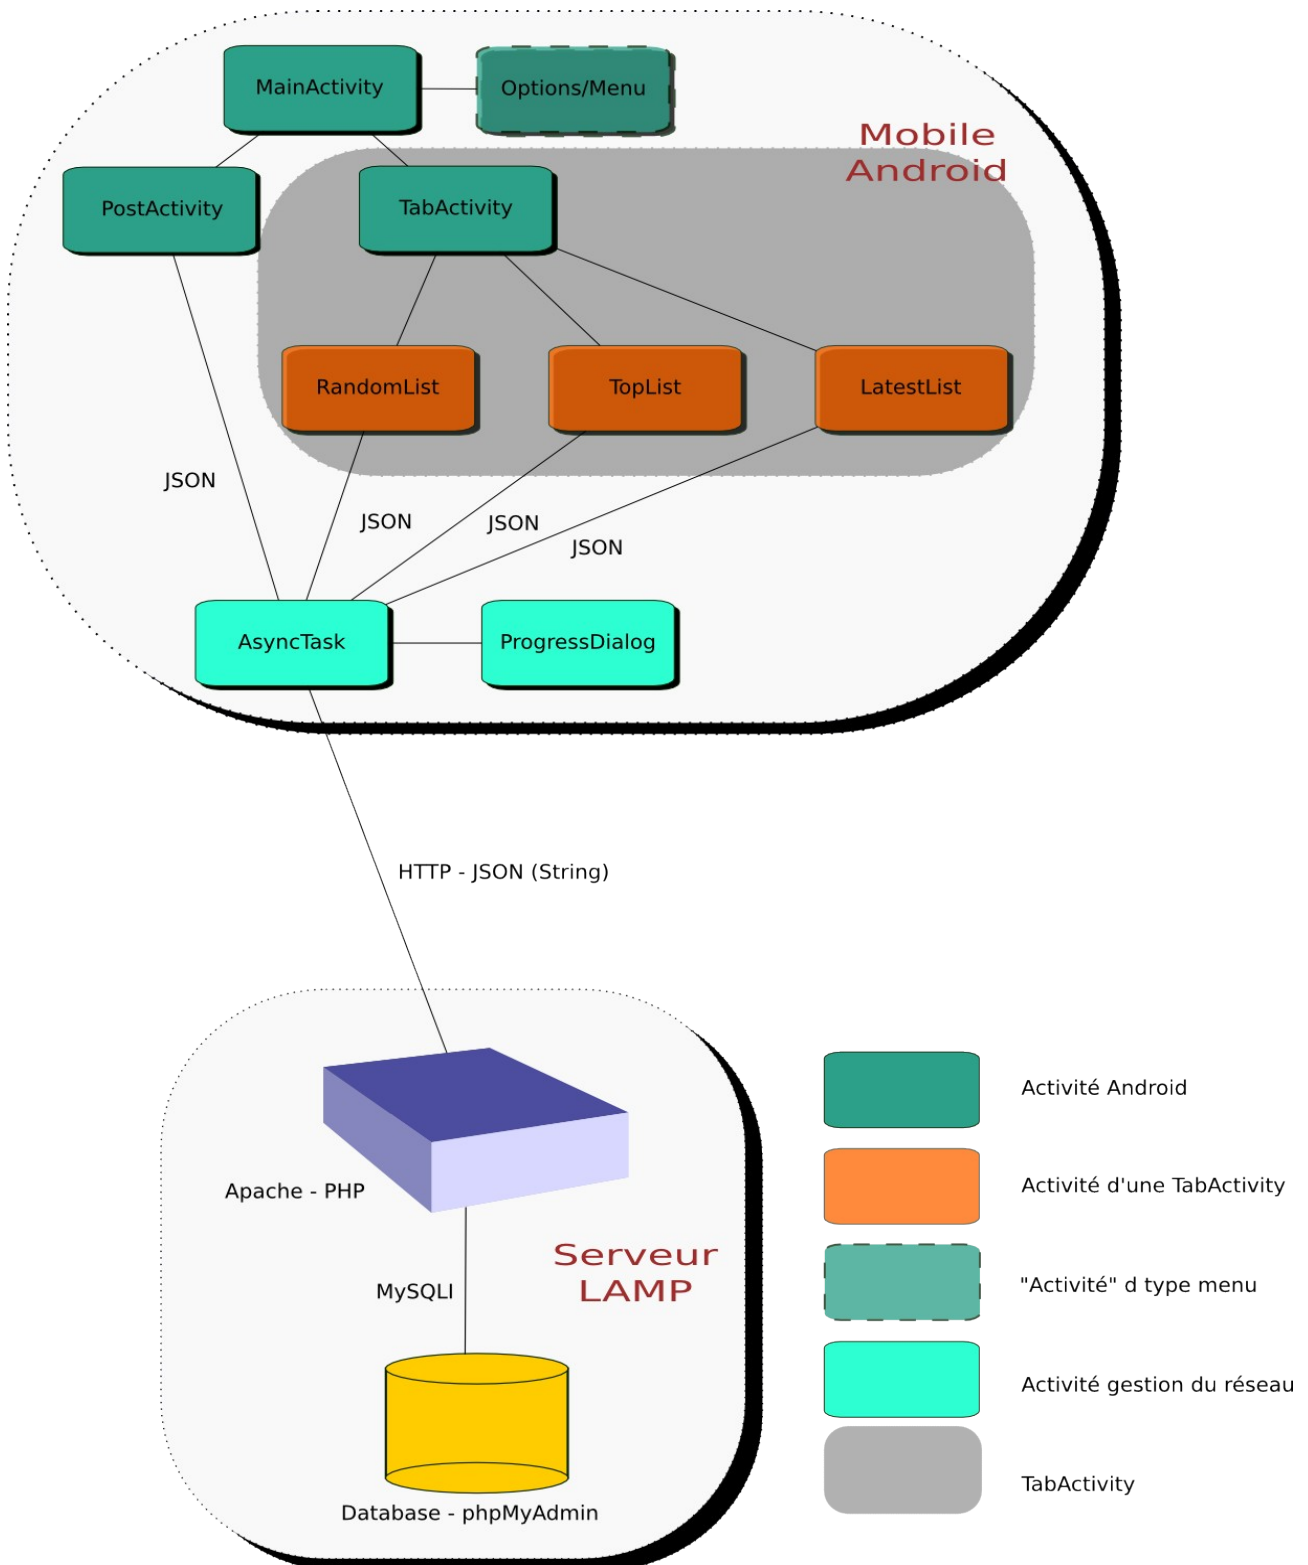 MainActivity
Options/Menu
Mobile
Android
PostActivity
TabActivity
RandomList
TopList
LatestList
JSON
JSON
JSON
JSON
AsyncTask
ProgressDialog
HTTP - JSON (String)
Apache - PHP
Serveur
LAMP
MySQLI
Database - phpMyAdmin
Activité Android
Activité d'une TabActivity
"Activité" d type menu
Activité gestion du réseau
TabActivity